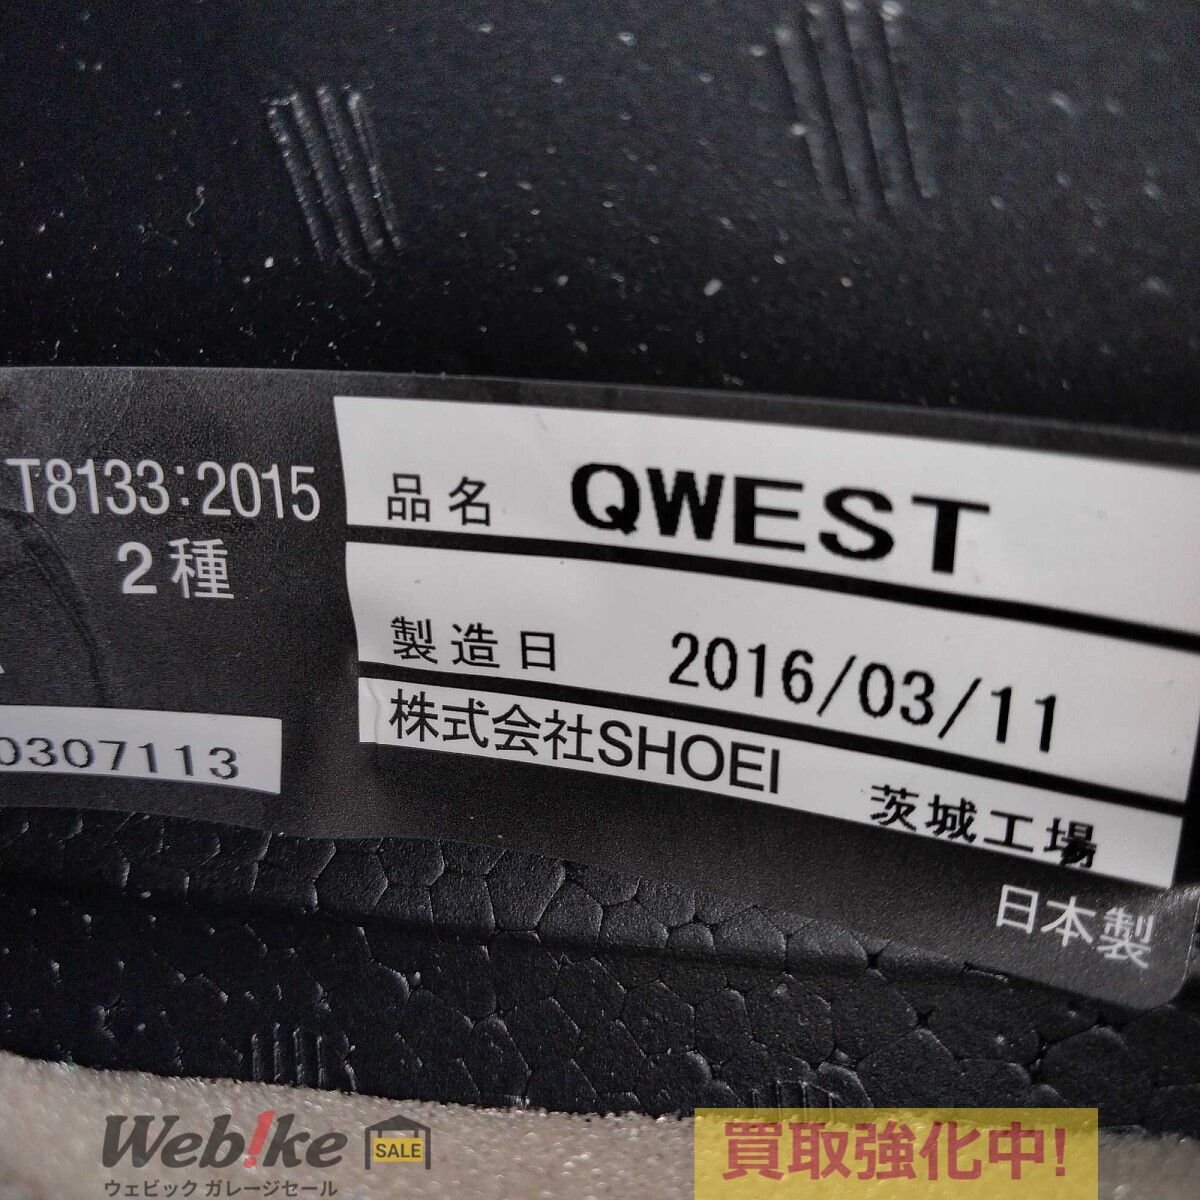 T8133:2015
2種
0307113
品名 QWEST
製造日 2016/03/11
株式会社SHOEI 茨城工場
日本製
Web!ke SALE
ウェビック ガレージセール
買取強化中!